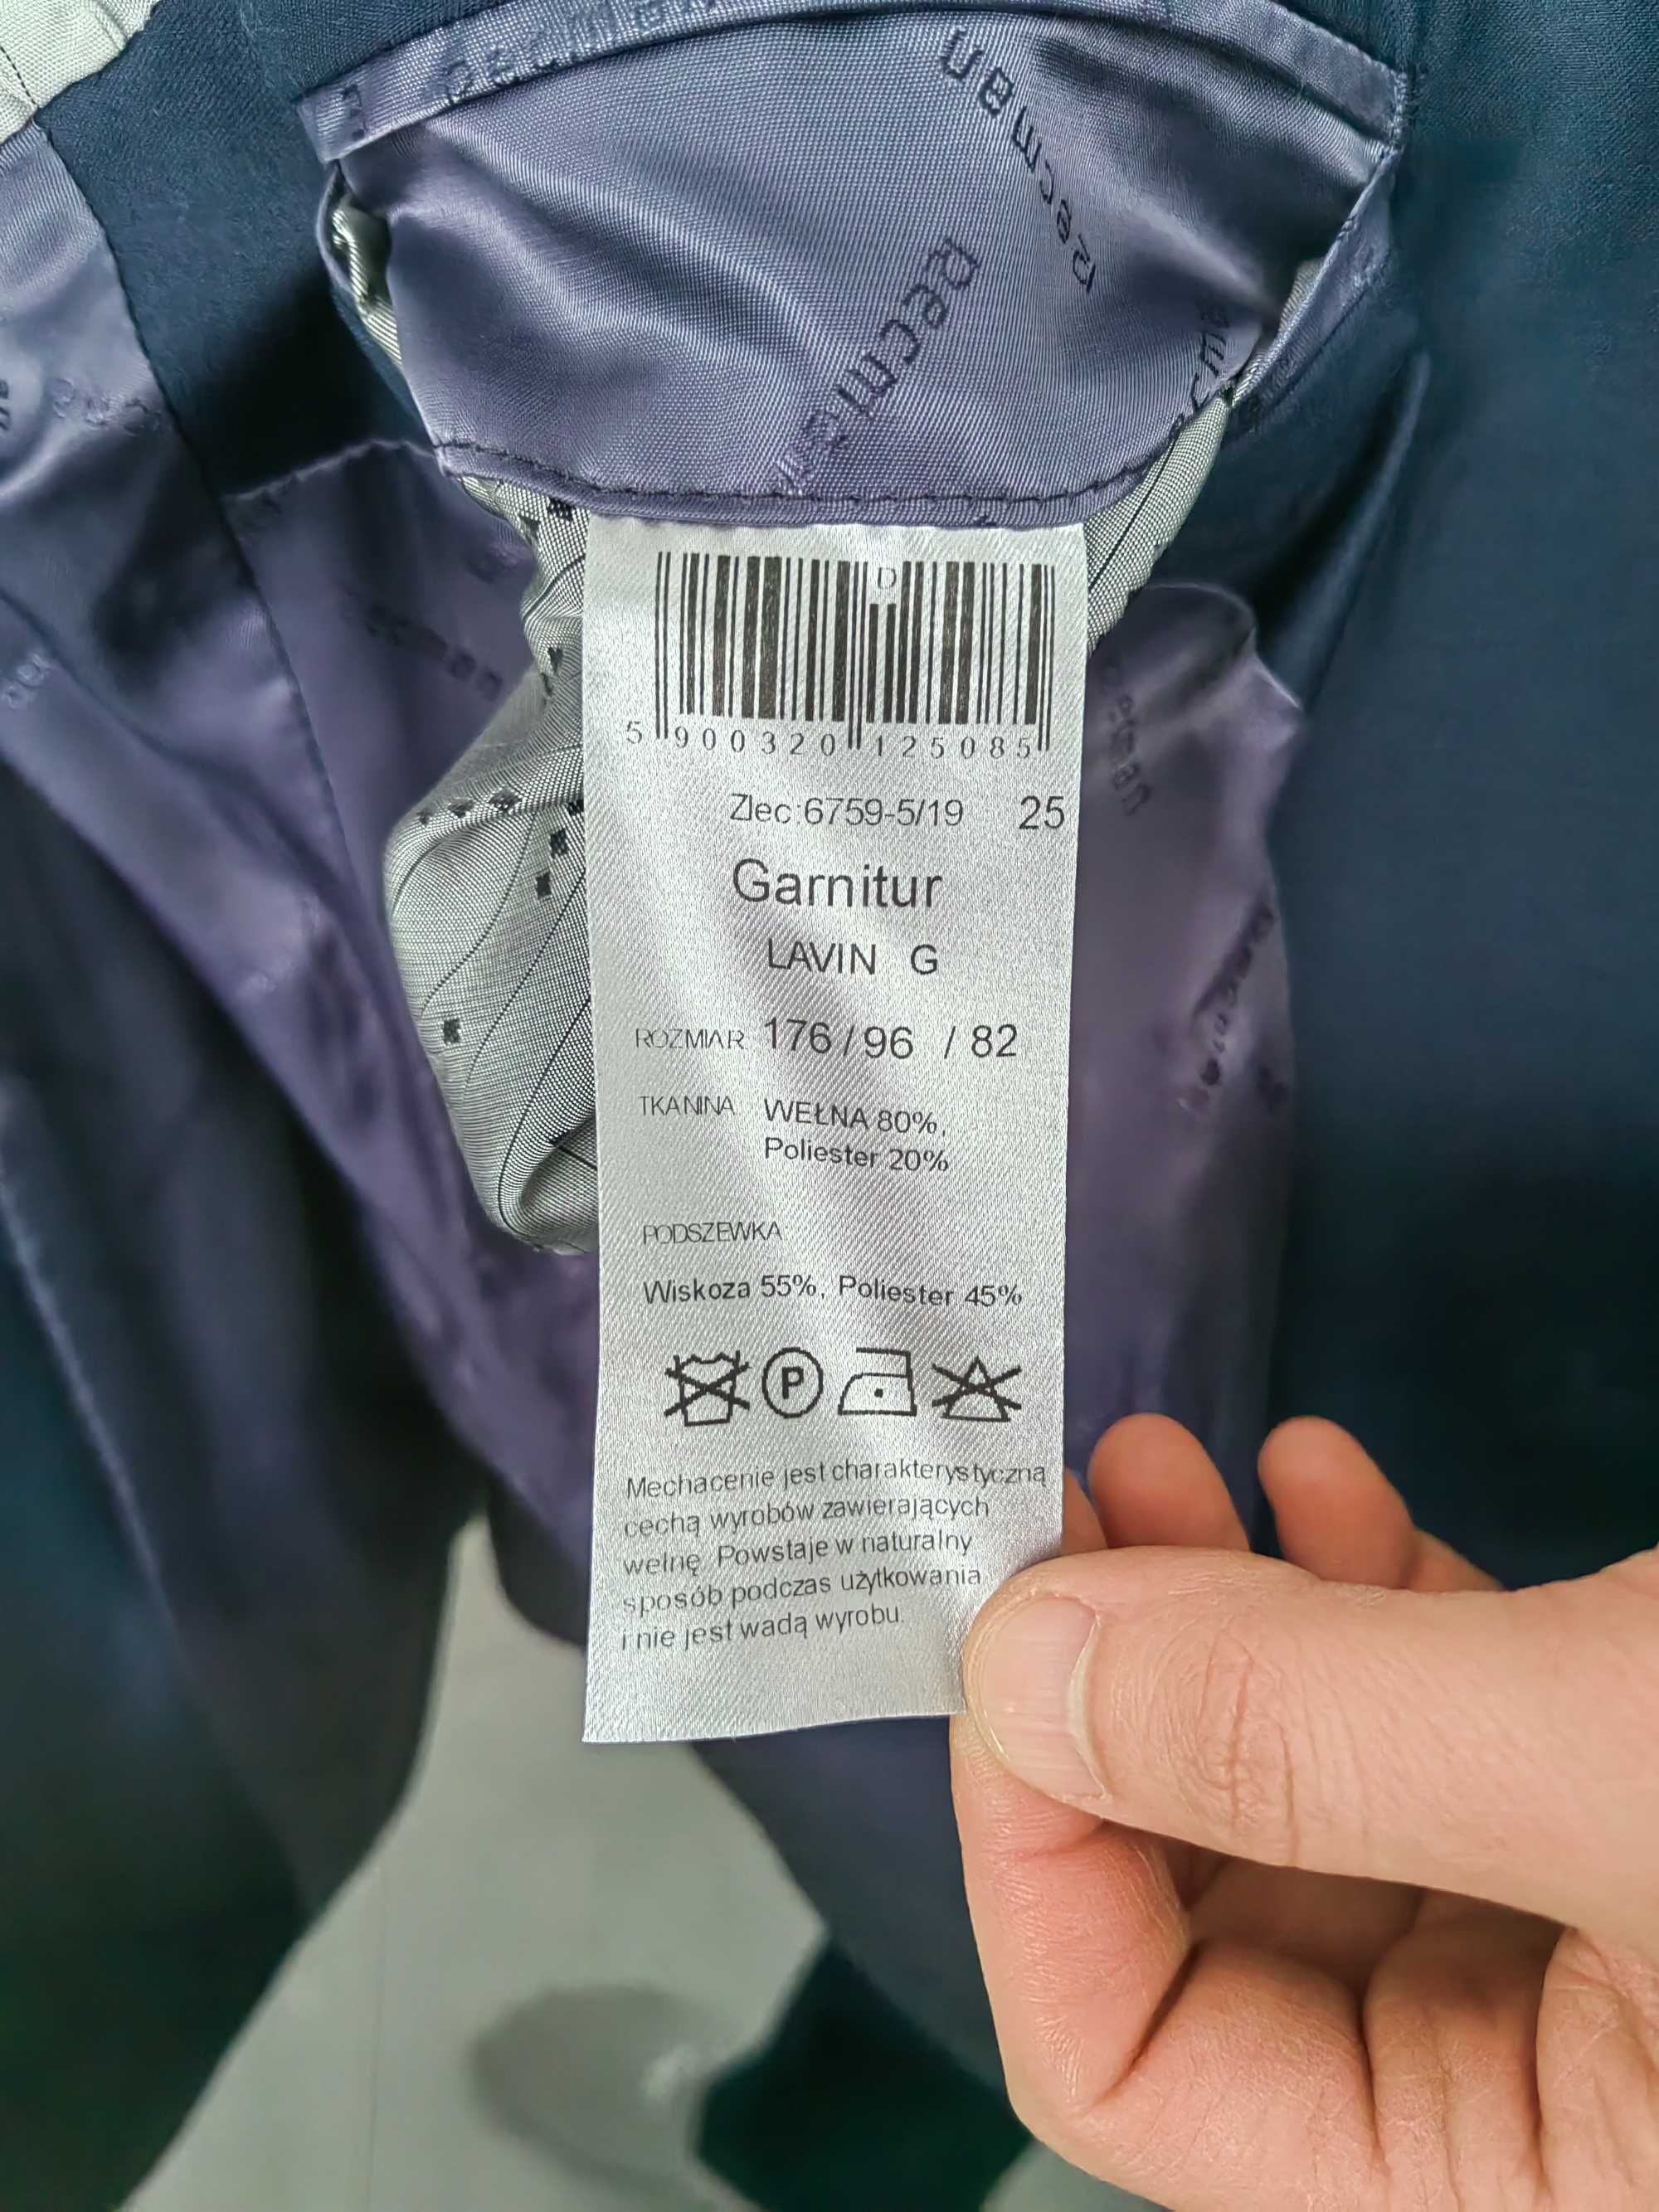 Recman
Recman
D
5 900320 125085
Zlec:6759-5/19 25
Garnitur
LAVIN G
ROZMIAR 176 / 96 / 82
TKANINA WEŁNA 80%,
Poliester 20%
PODSZEWKA
Wiskoza 55%, Poliester 45%
P
Mechacenie jest charakterystyczną
cechą wyrobów zawierających
wełnę. Powstaje w naturalny
sposób podczas użytkowania
i nie jest wadą wyrobu.